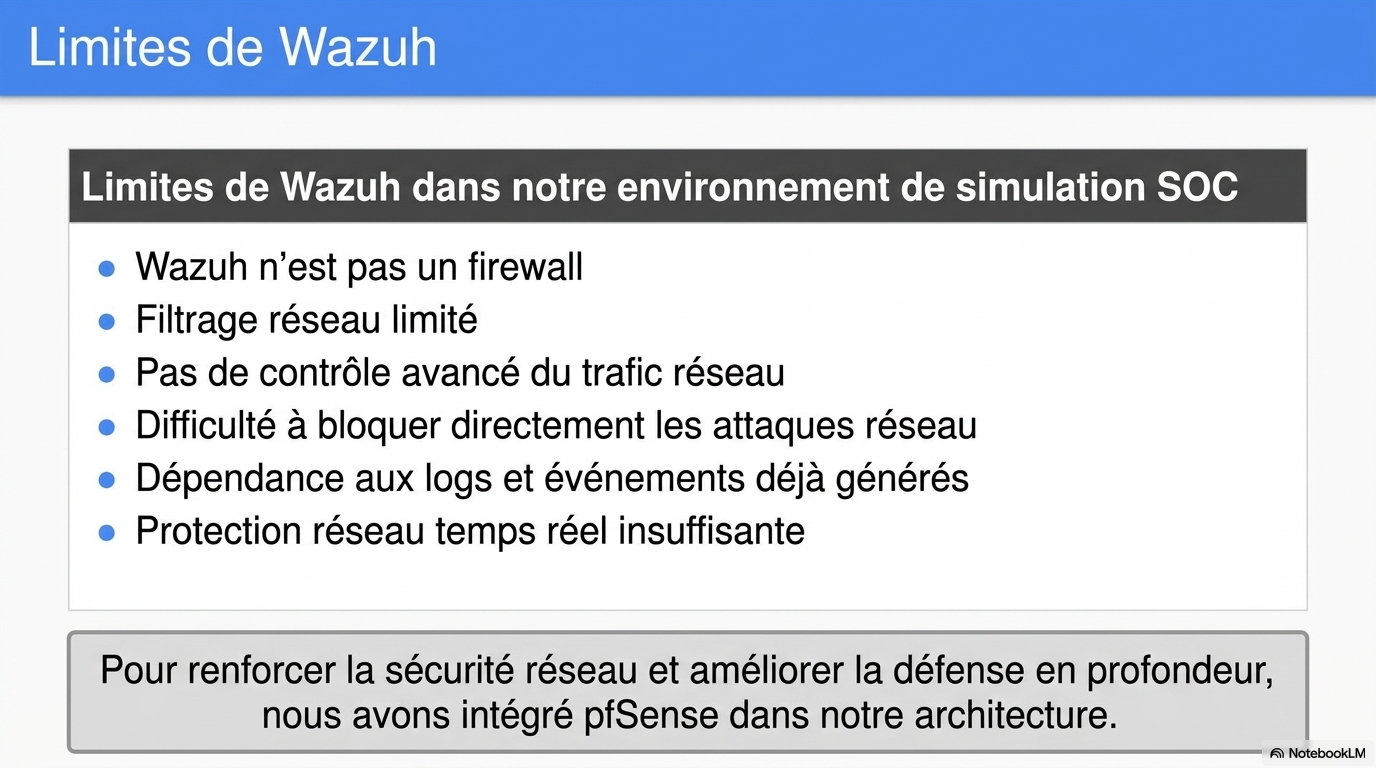 Limites de Wazuh
Limites de Wazuh dans notre environnement de simulation SOC
● Wazuh n’est pas un firewall
● Filtrage réseau limité
● Pas de contrôle avancé du trafic réseau
● Difficulté à bloquer directement les attaques réseau
● Dépendance aux logs et événements déjà générés
● Protection réseau temps réel insuffisante
Pour renforcer la sécurité réseau et améliorer la défense en profondeur,
nous avons intégré pfSense dans notre architecture.
NotebookLM